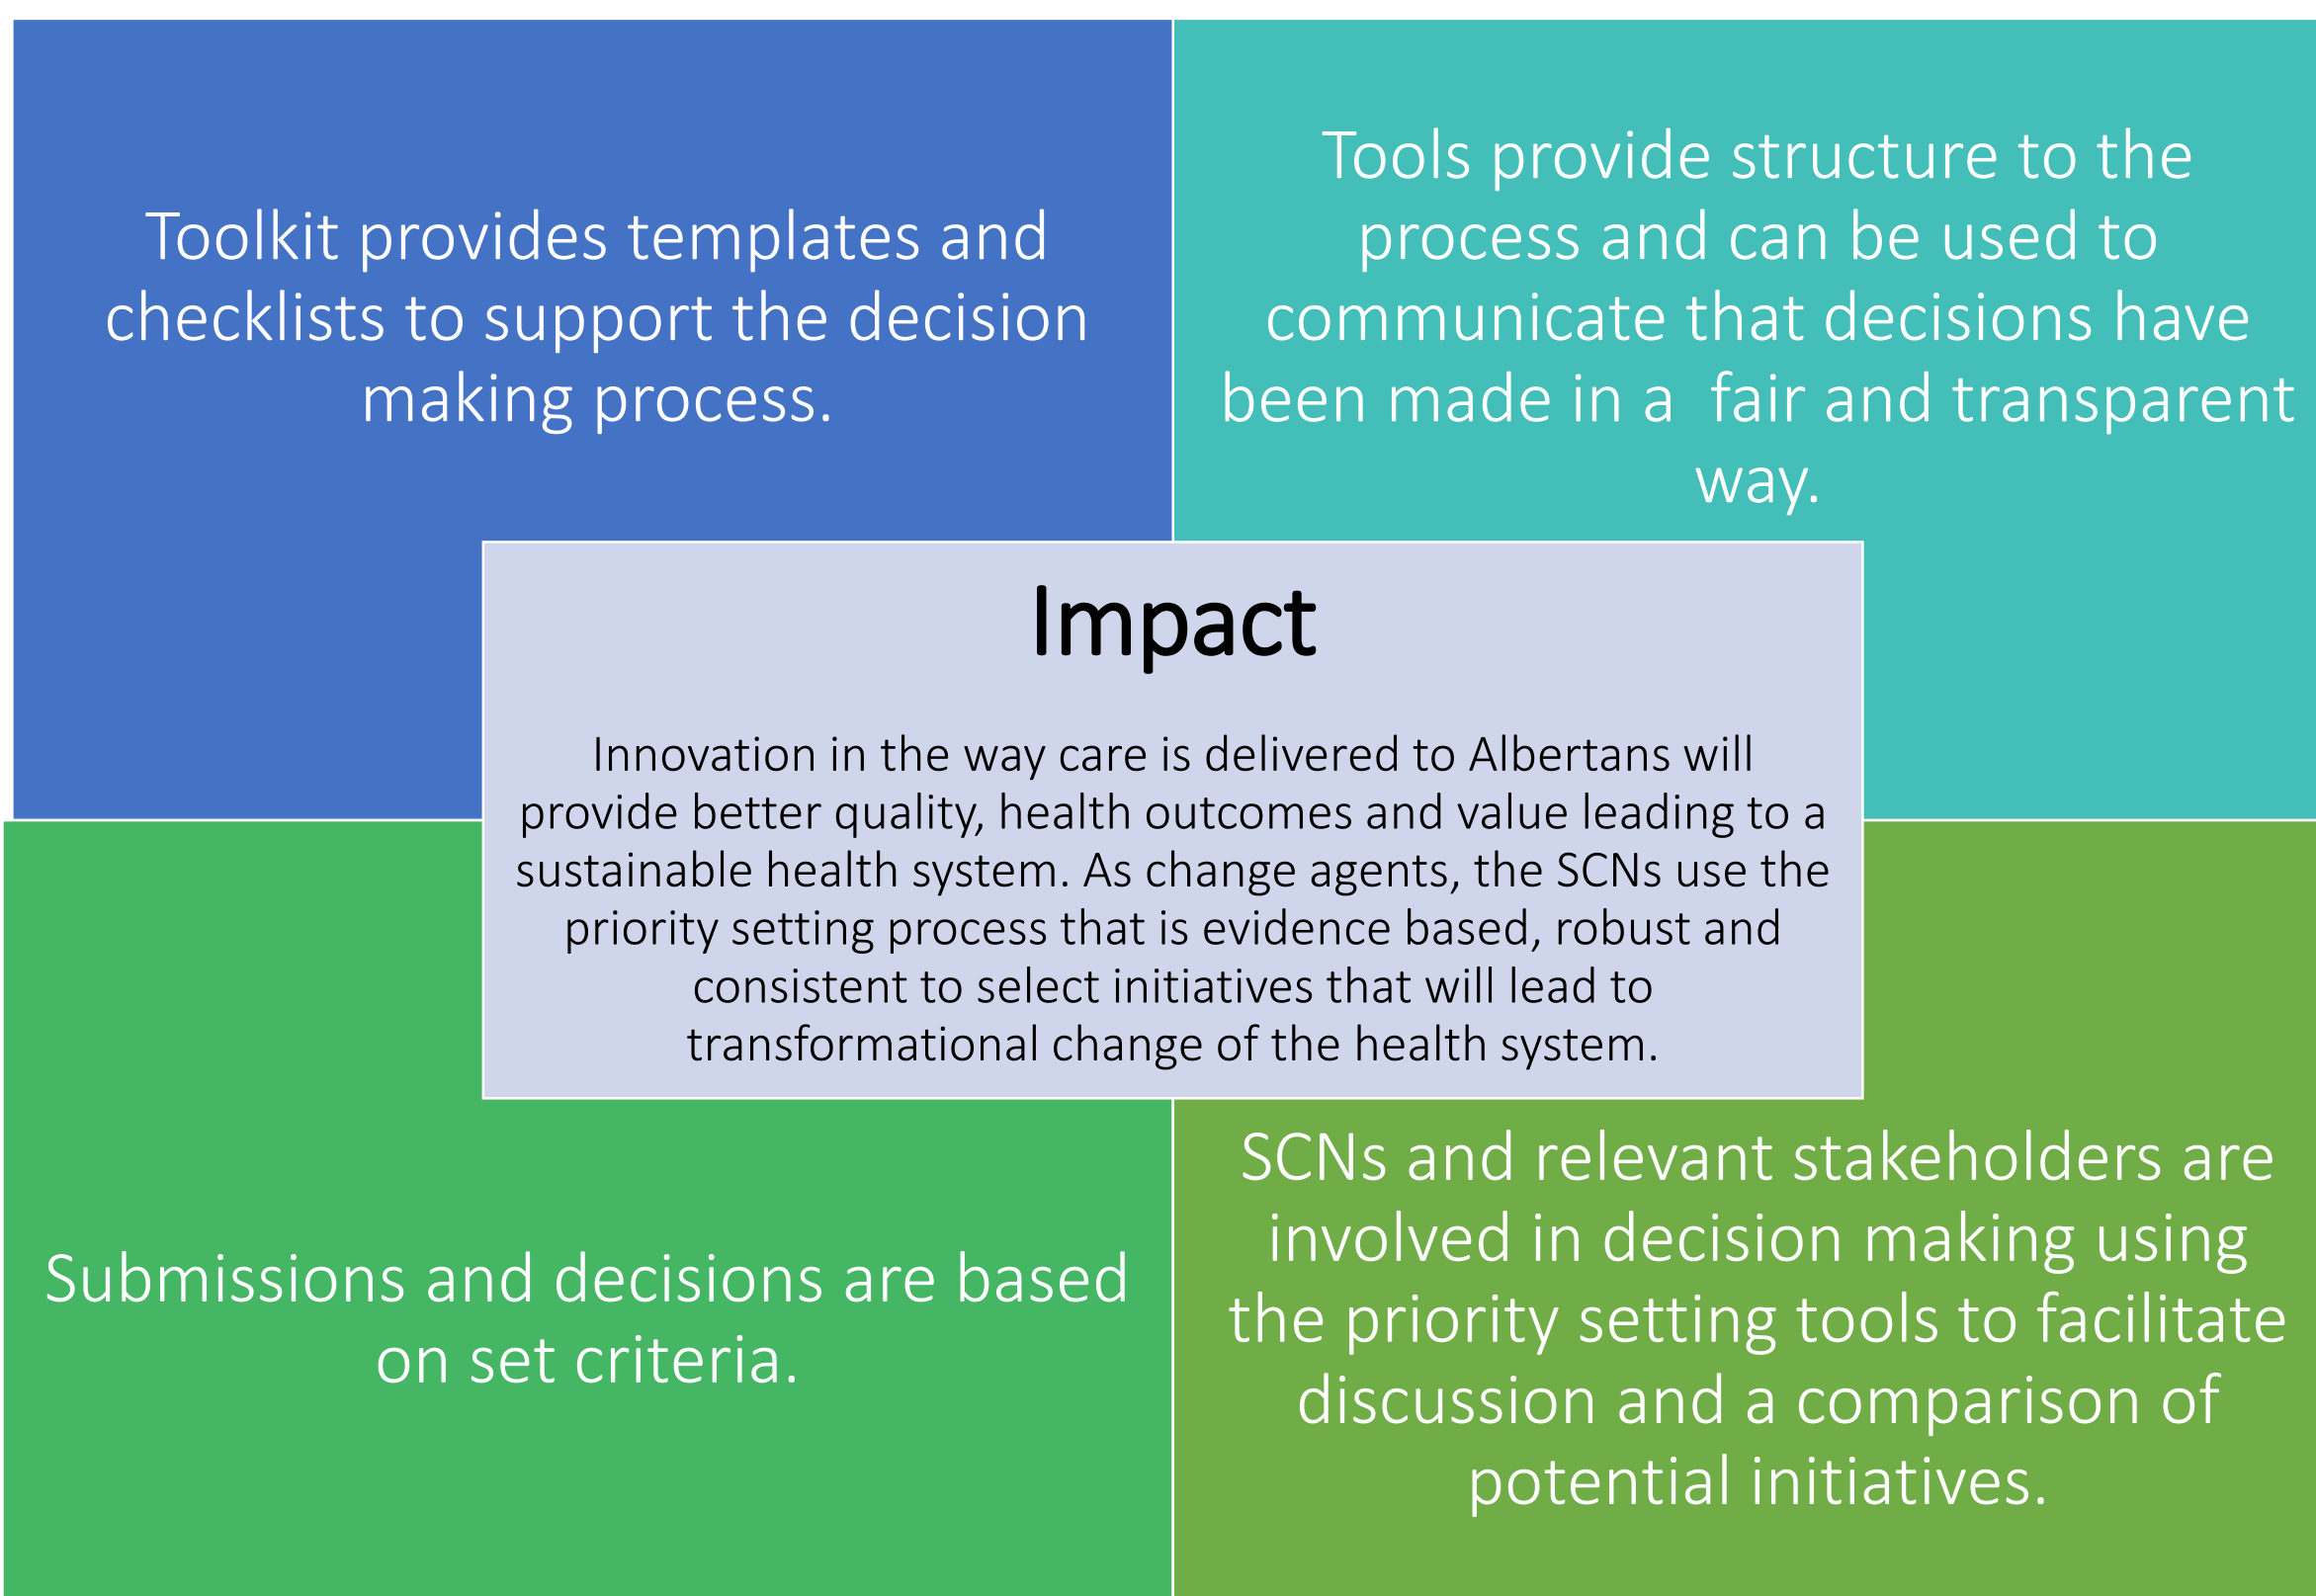 Toolkit provides templates and
checklists to support the decision
making process.
Tools provide structure to the
process and can be used to
communicate that decisions have
been made in a  fair and transparent
way.
Impact
Innovation in the way care is delivered to Albertans will
provide better quality, health outcomes and value leading to a
sustainable health system. As change agents, the SCNs use the
priority setting process that is evidence based, robust and
consistent to select initiatives that will lead to
transformational change of the health system.
Submissions and decisions are based
on set criteria.
SCNs and relevant stakeholders are
involved in decision making using
the priority setting tools to facilitate
discussion and a comparison of
potential initiatives.